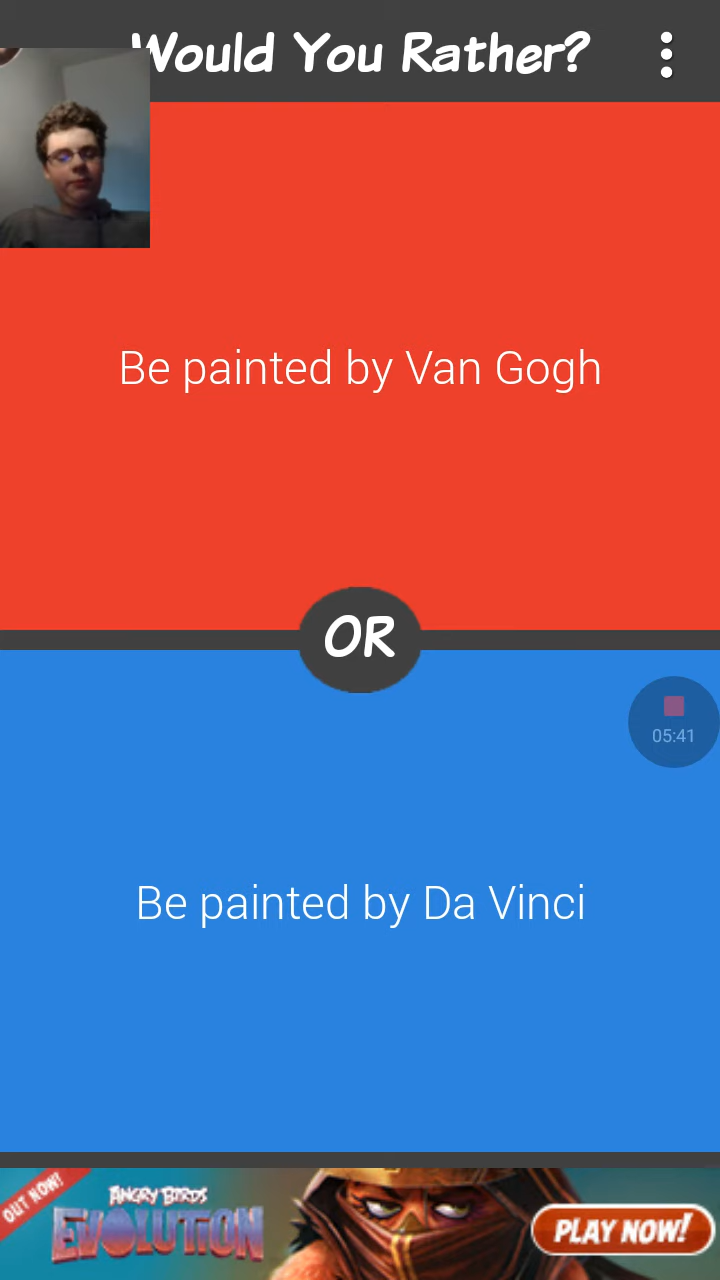 Would You Rather?
Be painted by Van Gogh
OR
05:41
Be painted by Da Vinci
OUT NOW!
ANGRY BIRDS
EVOLUTION
PLAY NOW!